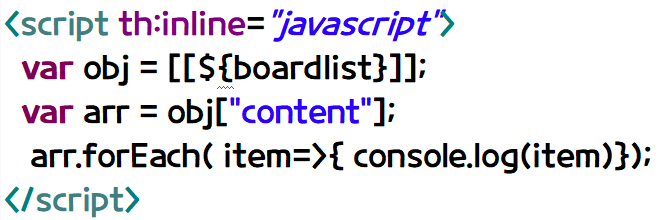 <script th:inline="javascript">
var obj = [[${boardlist}]];
var arr = obj["content"];
arr.forEach( item=>{ console.log(item)});
</script>